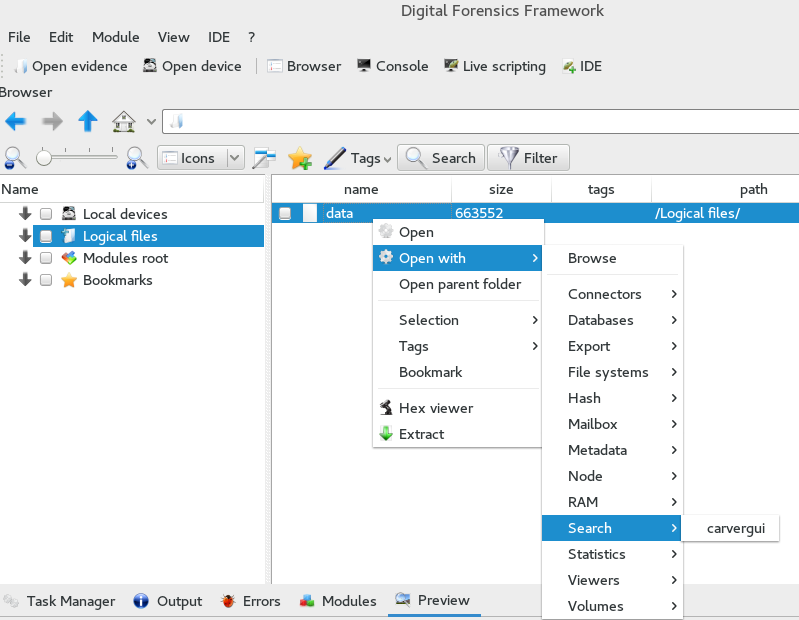 Digital Forensics Framework
File Edit Module View IDE ?
Open evidence Open device Browser Console Live scripting IDE
Browser
Icons Tags Search Filter
Name
Local devices
Logical files
Modules root
Bookmarks
name size tags path
data 663552 /Logical files/
Open
Open with
Open parent folder
Selection
Tags
Bookmark
Hex viewer
Extract
Browse
Connectors
Databases
Export
File systems
Hash
Mailbox
Metadata
Node
RAM
Search
Statistics
Viewers
Volumes
carvergui
Task Manager Output Errors Modules Preview